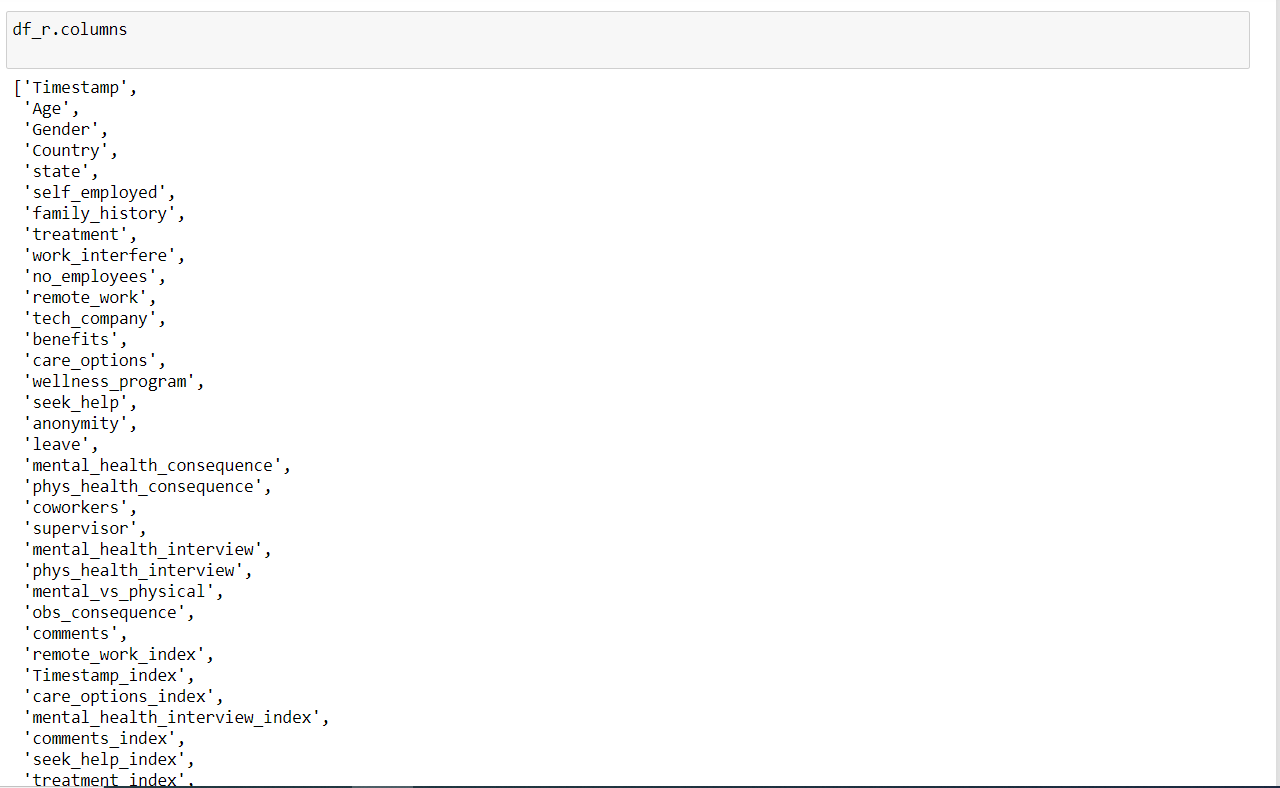 df_r.columns
['Timestamp',
'Age',
'Gender',
'Country',
'state',
'self_employed',
'family_history',
'treatment',
'work_interfere',
'no_employees',
'remote_work',
'tech_company',
'benefits',
'care_options',
'wellness_program',
'seek_help',
'anonymity',
'leave',
'mental_health_consequence',
'phys_health_consequence',
'coworkers',
'supervisor',
'mental_health_interview',
'phys_health_interview',
'mental_vs_physical',
'obs_consequence',
'comments',
'remote_work_index',
'Timestamp_index',
'care_options_index',
'mental_health_interview_index',
'comments_index',
'seek_help_index',
'treatment_index',